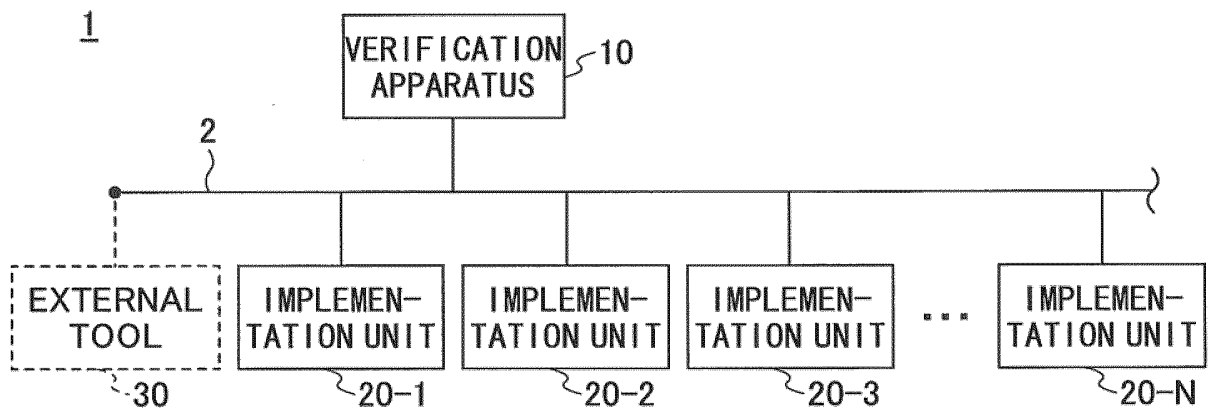 1
VERIFICATION
APPARATUS
10
2
EXTERNAL
TOOL
IMPLEMEN-
TATION UNIT
IMPLEMEN-
TATION UNIT
IMPLEMEN-
TATION UNIT
...
IMPLEMEN-
TATION UNIT
30
20-1
20-2
20-3
20-N